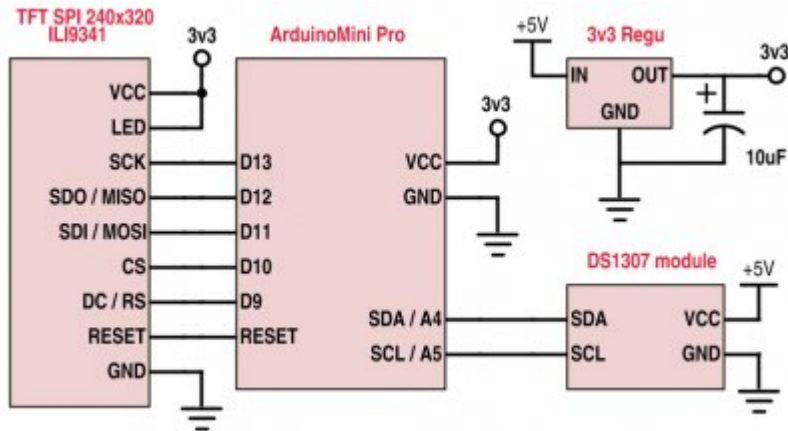 TFT SPI 240x320
ILI9341
3v3
VCC
LED
SCK
SDO / MISO
SDI / MOSI
CS
DC / RS
RESET
GND
ArduinoMini Pro
D13
D12
D11
D10
D9
RESET
3v3
VCC
GND
SDA / A4
SCL / A5
+5V
3v3 Regu
IN
OUT
GND
3v3
+
10uF
DS1307 module
+5V
SDA
VCC
SCL
GND